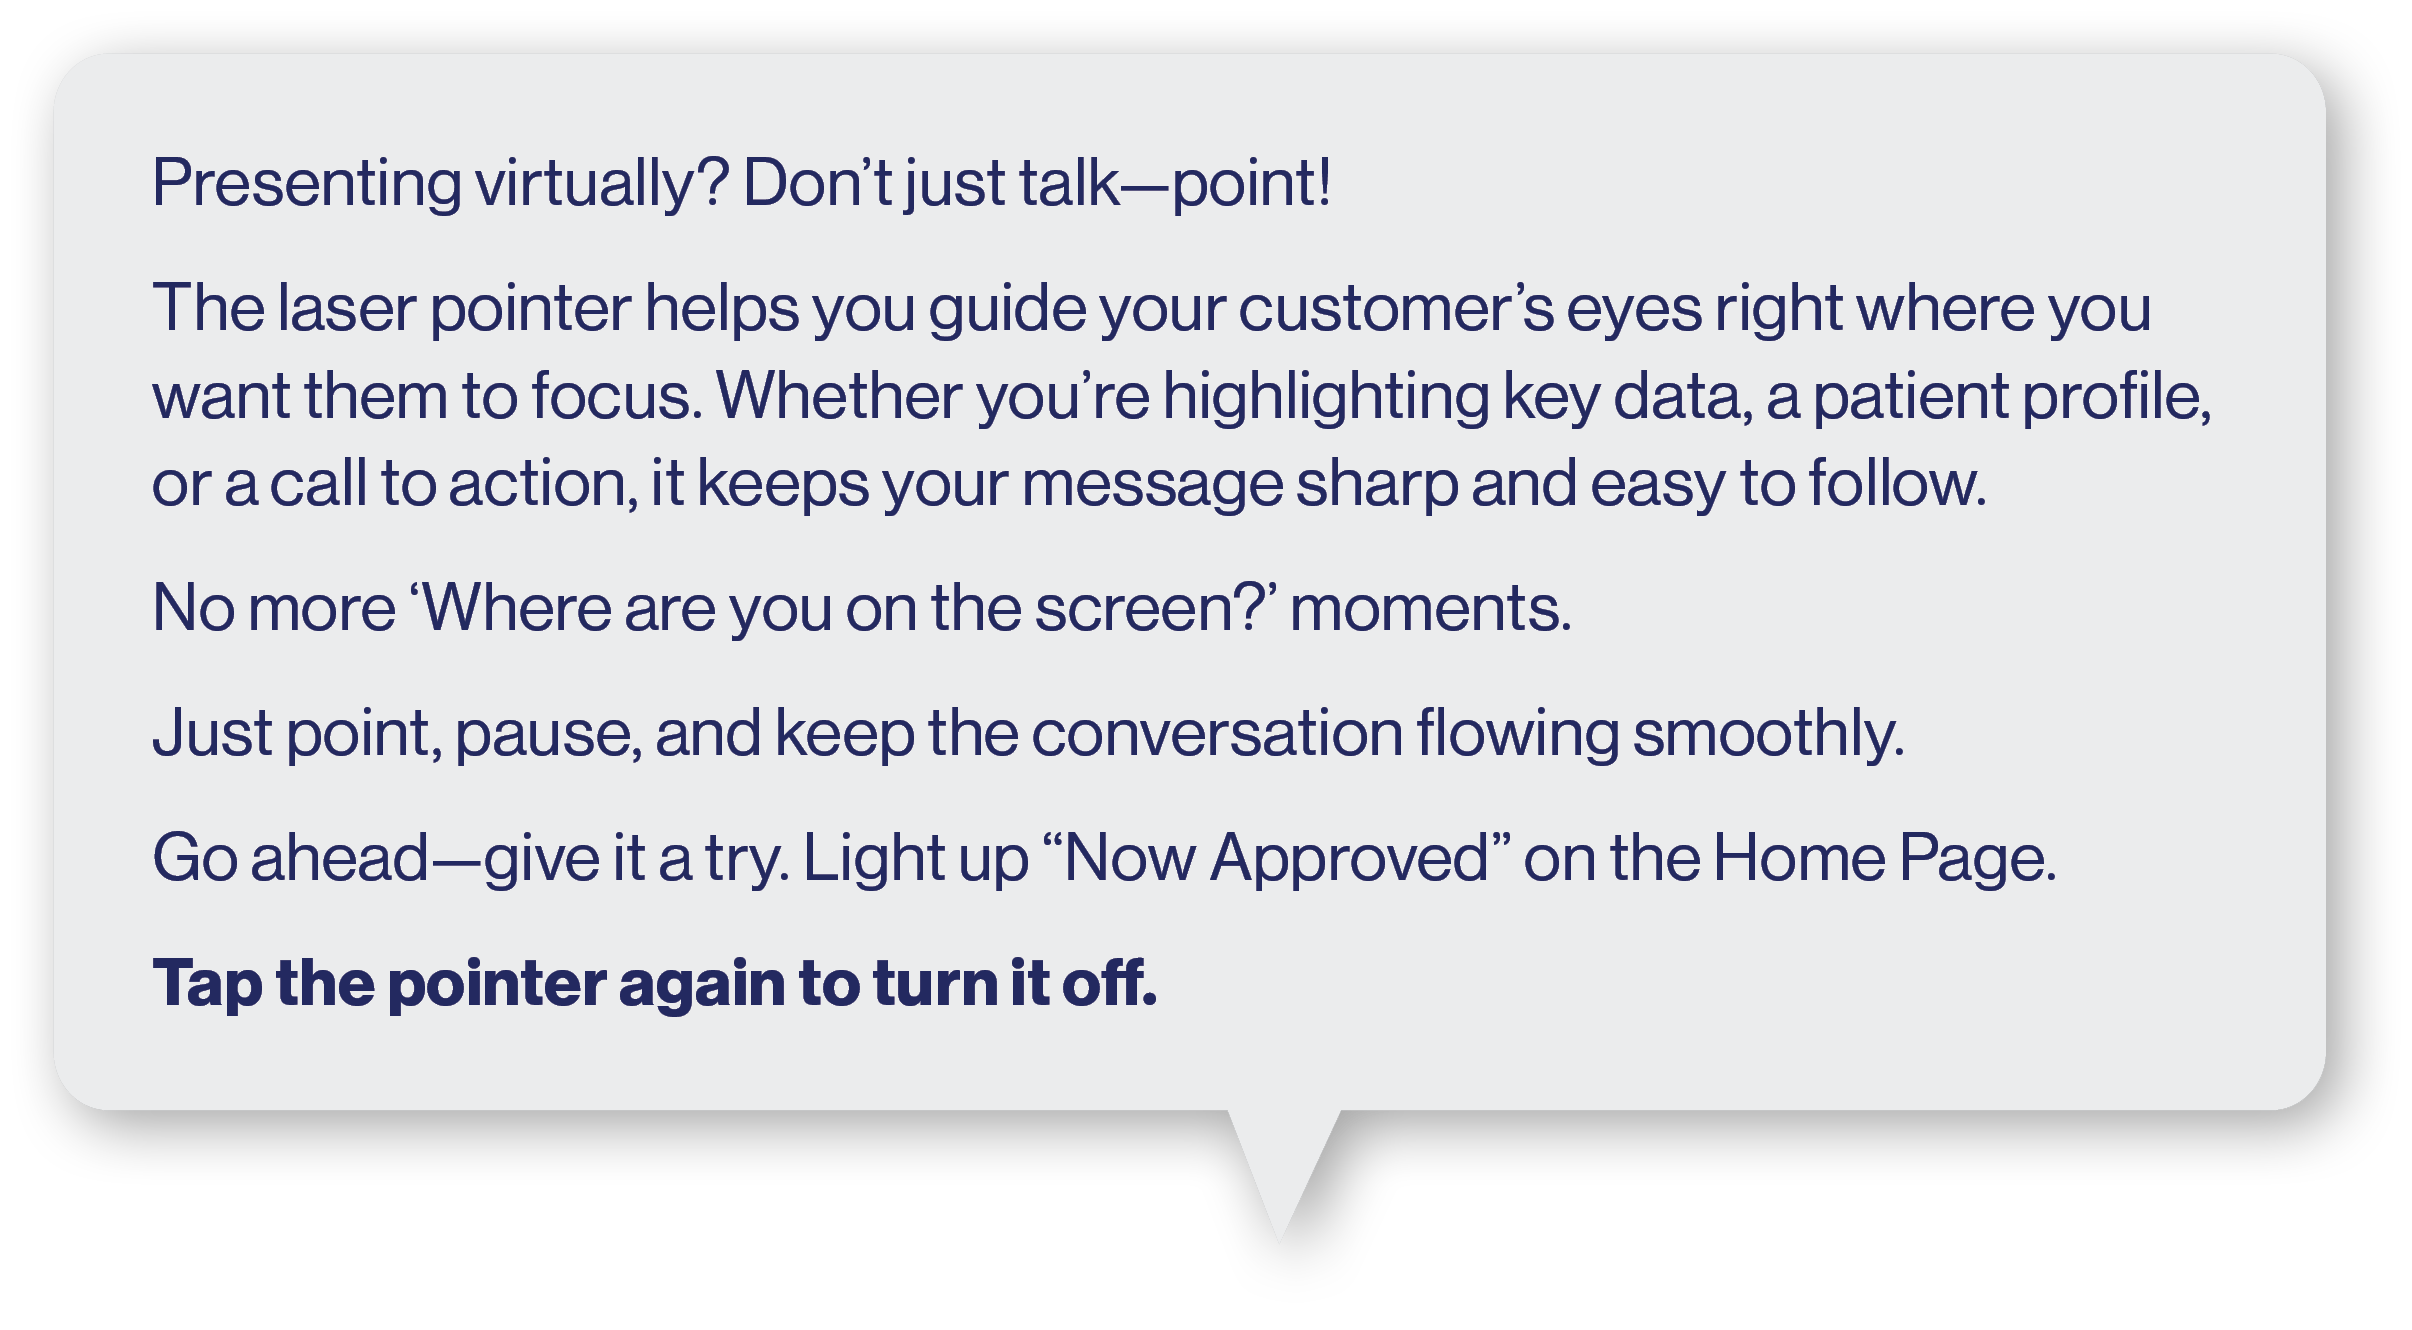 Presenting virtually? Don’t just talk—point!
The laser pointer helps you guide your customer’s eyes right where you
want them to focus. Whether you’re highlighting key data, a patient profile,
or a call to action, it keeps your message sharp and easy to follow.
No more ‘Where are you on the screen?’ moments.
Just point, pause, and keep the conversation flowing smoothly.
Go ahead—give it a try. Light up “Now Approved” on the Home Page.
Tap the pointer again to turn it off.